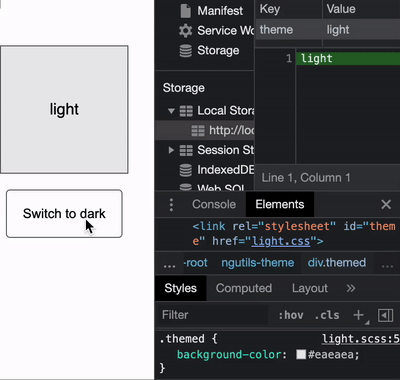 light
Switch to dark
Manifest
Service Wo
Storage
Storage
Local Stora
http://loc
Session St
IndexedDB
Web SQL
Key Value
theme light
1 light
Line 1, Column 1
Console Elements
<link rel="stylesheet" id="them
e" href="light.css">
... -root ngutils-theme div.themed ...
Styles Computed Layout »
Filter :hov .cls
.themed { light.scss:5
background-color: #eaeaea;
}